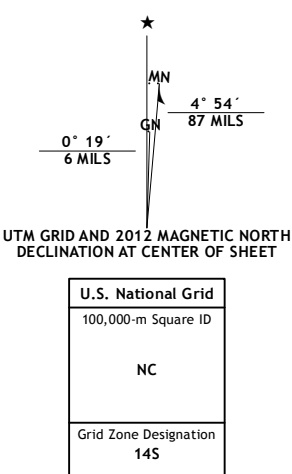 ★
MN
4° 54´
87 MILS
GN
0° 19´
6 MILS
UTM GRID AND 2012 MAGNETIC NORTH
DECLINATION AT CENTER OF SHEET
U.S. National Grid
100,000-m Square ID
NC
Grid Zone Designation
14S